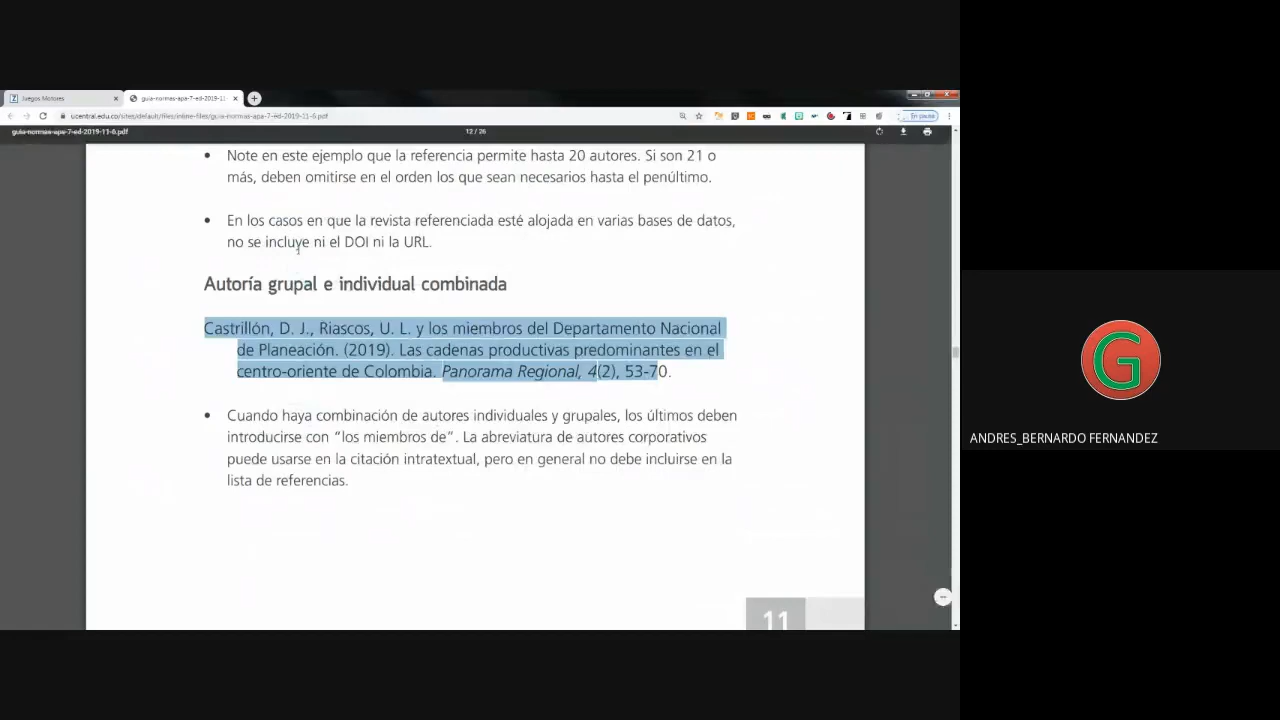 Juegos Motores
guia-normas-apa-7-ed-2019-11-
ucentral.edu.co/sites/default/files/inline-files/guia-normas-apa-7-ed-2019-11-6.pdf
En pausa
guia-normas-apa-7-ed-2019-11-6.pdf
12 / 26
• Note en este ejemplo que la referencia permite hasta 20 autores. Si son 21 o
más, deben omitirse en el orden los que sean necesarios hasta el penúltimo.
• En los casos en que la revista referenciada esté alojada en varias bases de datos,
no se incluye ni el DOI ni la URL.
Autoría grupal e individual combinada
Castrillón, D. J., Riascos, U. L. y los miembros del Departamento Nacional
de Planeación. (2019). Las cadenas productivas predominantes en el
centro-oriente de Colombia. Panorama Regional, 4(2), 53-70.
• Cuando haya combinación de autores individuales y grupales, los últimos deben
introducirse con “los miembros de”. La abreviatura de autores corporativos
puede usarse en la citación intratextual, pero en general no debe incluirse en la
lista de referencias.
11
G
ANDRES_BERNARDO FERNANDEZ